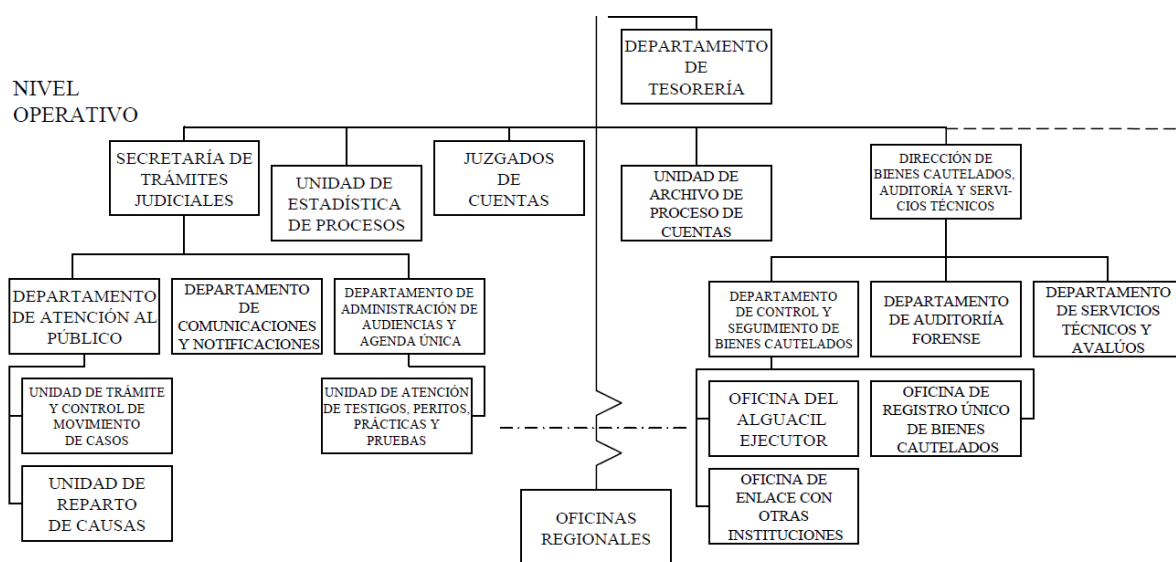 DEPARTAMENTO
DE
TESORERÍA
NIVEL
OPERATIVO
SECRETARÍA DE
TRÁMITES
JUDICIALES
UNIDAD DE
ESTADÍSTICA
DE PROCESOS
JUZGADOS
DE
CUENTAS
UNIDAD DE
ARCHIVO DE
PROCESO DE
CUENTAS
DIRECCIÓN DE
BIENES CAUTELADOS,
AUDITORÍA Y SERVI-
CIOS TÉCNICOS
DEPARTAMENTO
DE ATENCIÓN AL
PÚBLICO
DEPARTAMENTO
DE
COMUNICACIONES
Y NOTIFICACIONES
DEPARTAMENTO DE
ADMINISTRACIÓN DE
AUDIENCIAS Y
AGENDA ÚNICA
DEPARTAMENTO
DE CONTROL Y
SEGUIMIENTO DE
BIENES CAUTELADOS
DEPARTAMENTO
DE AUDITORIÍA
FORENSE
DEPARTAMENTO
DE SERVICIOS
TÉCNICOS Y
AVALÚOS
UNIDAD DE TRÁMITE
Y CONTROL DE
MOVIMIENTO
DE CASOS
UNIDAD DE ATENCIÓN
DE TESTIGOS, PERITOS,
PRÁCTICAS Y
PRUEBAS
OFICINA DEL
ALGUACIL
EJECUTOR
OFICINA DE
REGISTRO ÚNICO
DE BIENES
CAUTELADOS
UNIDAD DE
REPARTO
DE CAUSAS
OFICINAS
REGIONALES
OFICINA DE
ENLACE CON
OTRAS
INSTITUCIONES